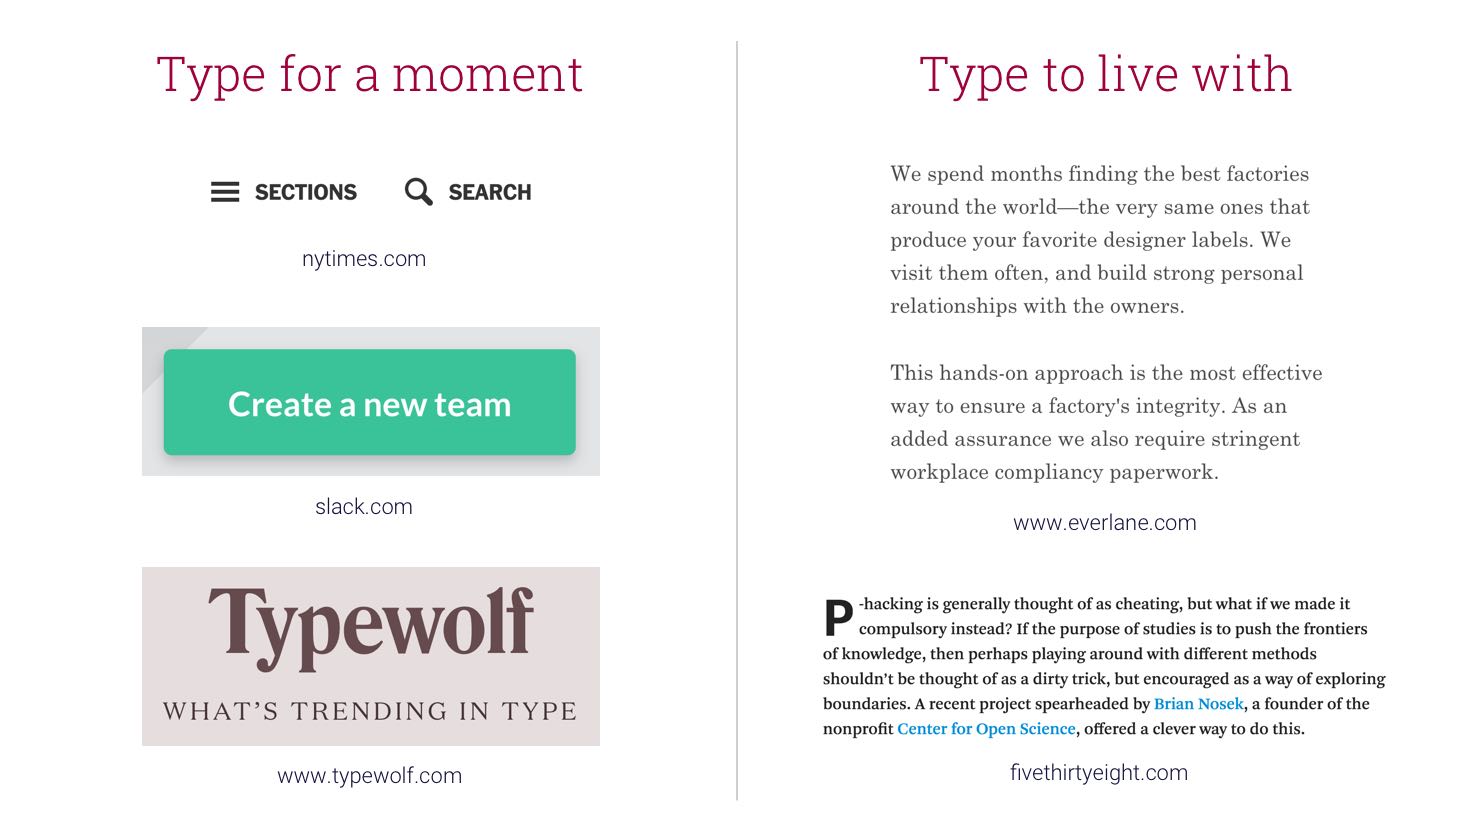 Type for a moment
SECTIONS SEARCH
nytimes.com
Create a new team
slack.com
Typewolf
WHAT'S TRENDING IN TYPE
www.typewolf.com
Type to live with
We spend months finding the best factories
around the world—the very same ones that
produce your favorite designer labels. We
visit them often, and build strong personal
relationships with the owners.
This hands-on approach is the most effective
way to ensure a factory's integrity. As an
added assurance we also require stringent
workplace compliancy paperwork.
www.everlane.com
P-hacking is generally thought of as cheating, but what if we made it
compulsory instead? If the purpose of studies is to push the frontiers
of knowledge, then perhaps playing around with different methods
shouldn’t be thought of as a dirty trick, but encouraged as a way of exploring
boundaries. A recent project spearheaded by Brian Nosek, a founder of the
nonprofit Center for Open Science, offered a clever way to do this.
fivethirtyeight.com